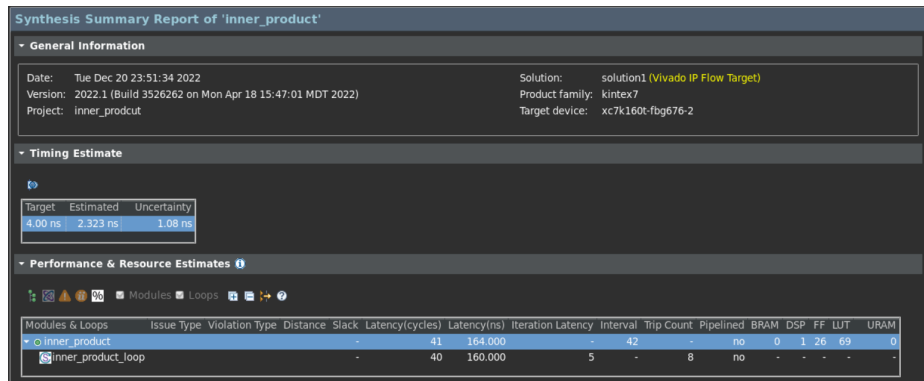 Synthesis Summary Report of 'inner_product'
General Information
Date: Tue Dec 20 23:51:34 2022 Solution: solution1 (Vivado IP Flow Target)
Version: 2022.1 (Build 3526262 on Mon Apr 18 15:47:01 MDT 2022) Product family: kintex7
Project: inner_prodcut Target device: xc7k160t-fbg676-2
Timing Estimate
Target Estimated Uncertainty
4.00 ns 2.323 ns 1.08 ns
Performance & Resource Estimates
% Modules Loops
Modules & Loops Issue Type Violation Type Distance Slack Latency(cycles) Latency(ns) Iteration Latency Interval Trip Count Pipelined BRAM DSP FF LUT URAM
inner_product - 41 164.000 - 42 - no 0 1 26 69 0
inner_product_loop - 40 160.000 5 - 8 no - - - - -